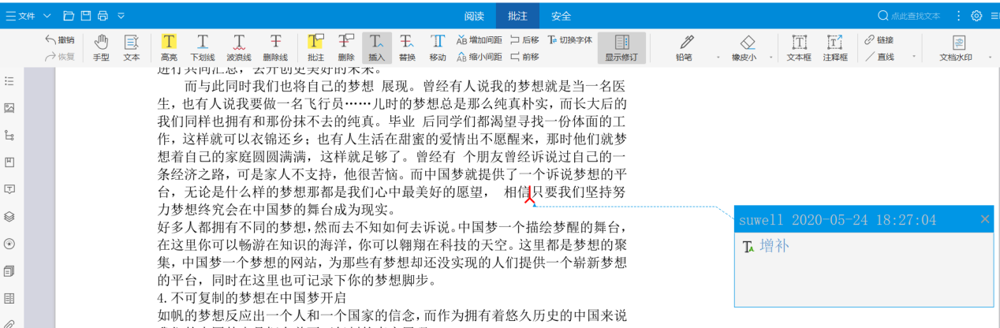 文件
阅读 批注 安全
点此查找文本
撤销
恢复
手型 文本
高亮 下划线 波浪线 删除线
批注 删除 插入 替换 移动
增加间距 后移 切换字体
缩小间距 前移
显示修订
铅笔 橡皮小
文本框 注释框
链接
直线
文档水印
进行共同汇总，去开创更美好的未来。
而与此同时我们也将自己的梦想 展现。曾经有人说我的梦想就是当一名医
生，也有人说我要做一名飞行员……儿时的梦想总是那么纯真朴实，而长大后的
我们同样也拥有和那份抹不去的纯真。毕业 后同学们都渴望寻找一份体面的工
作，这样就可以衣锦还乡；也有人生活在甜蜜的爱情出不愿醒来，那时他们就梦
想着自己的家庭圆圆满满，这样就足够了。曾经有 个朋友曾经诉说过自己的一
条经济之路，可是家人不支持，他很苦恼。而中国梦就提供了一个诉说梦想的平
台，无论是什么样的梦想那都是我们心中最美好的愿望， 相信只要我们坚持努
力梦想终究会在中国梦的舞台成为现实。
好多人都拥有不同的梦想,然而去不知如何去诉说。中国梦一个描绘梦醒的舞台，
在这里你可以畅游在知识的海洋，你可以翱翔在科技的天空。这里都是梦想的聚
集，中国梦一个梦想的网站，为那些有梦想却还没实现的人们提供一个崭新梦想
的平台，同时在这里也可记录下你的梦想脚步。
4.不可复制的梦想在中国梦开启
如帆的梦想反应出一个人和一个国家的信念,而作为拥有着悠久历史的中国来说
suwell 2020-05-24 18:27:04
增补